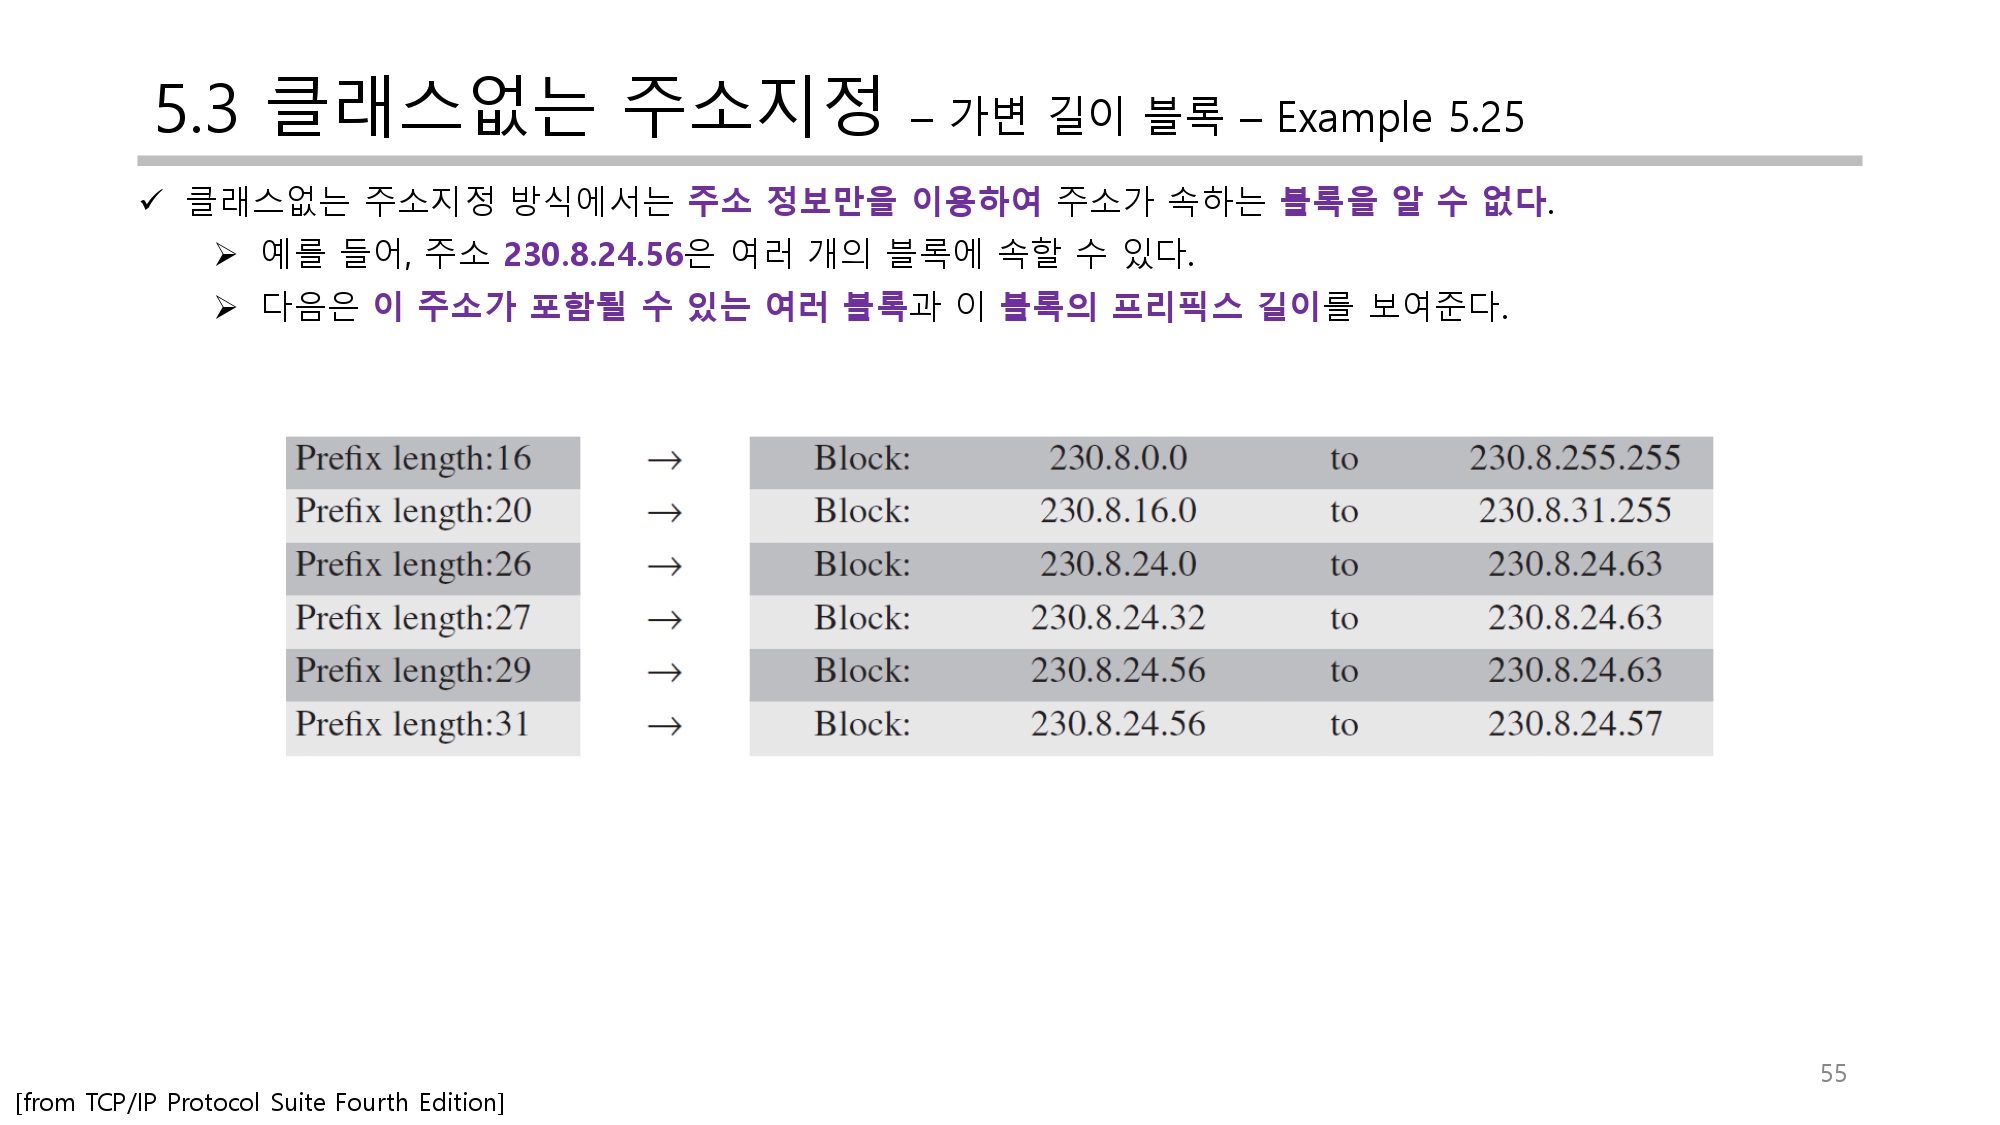 5.3 클래스없는 주소지정 – 가변 길이 블록 – Example 5.25
✓ 클래스없는 주소지정 방식에서는 주소 정보만을 이용하여 주소가 속하는 블록을 알 수 없다.
➢ 예를 들어, 주소 230.8.24.56은 여러 개의 블록에 속할 수 있다.
➢ 다음은 이 주소가 포함될 수 있는 여러 블록과 이 블록의 프리픽스 길이를 보여준다.
Prefix length:16 → Block: 230.8.0.0 to 230.8.255.255
Prefix length:20 → Block: 230.8.16.0 to 230.8.31.255
Prefix length:26 → Block: 230.8.24.0 to 230.8.24.63
Prefix length:27 → Block: 230.8.24.32 to 230.8.24.63
Prefix length:29 → Block: 230.8.24.56 to 230.8.24.63
Prefix length:31 → Block: 230.8.24.56 to 230.8.24.57
55
[from TCP/IP Protocol Suite Fourth Edition]